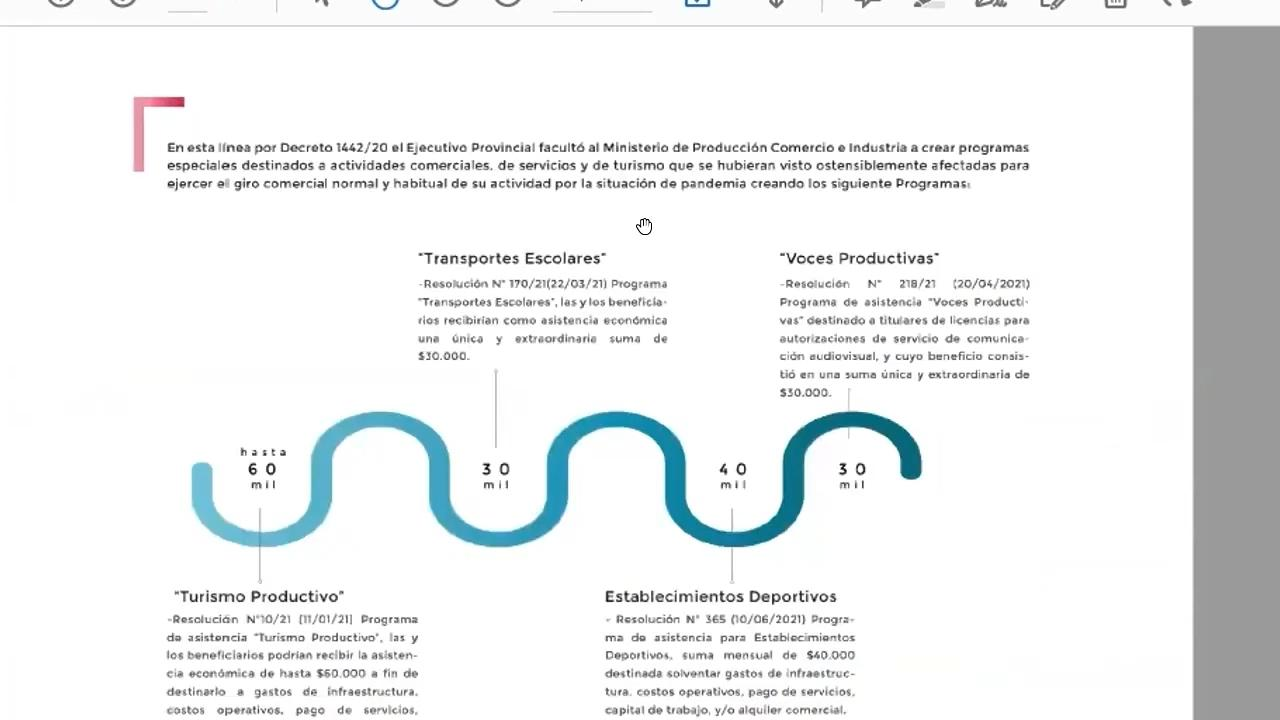 En esta línea por Decreto 1442/20 el Ejecutivo Provincial facultó al Ministerio de Producción Comercio e Industria a crear programas
especiales destinados a actividades comerciales, de servicios y de turismo que se hubieran visto ostensiblemente afectadas para
ejercer el giro comercial normal y habitual de su actividad por la situación de pandemia creando los siguiente Programas:
"Transportes Escolares"
-Resolución N° 170/21(22/03/21) Programa
"Transportes Escolares", las y los beneficia-
rios recibirían como asistencia económica
una única y extraordinaria suma de
$30.000.
"Voces Productivas"
-Resolución N° 218/21 (20/04/2021)
Programa de asistencia "Voces Producti-
vas" destinado a titulares de licencias para
autorizaciones de servicio de comunica-
ción audiovisual, y cuyo beneficio consis-
tió en una suma única y extraordinaria de
$30.000.
hasta
60
mil
30
mil
40
mil
30
mil
"Turismo Productivo"
-Resolución N°10/21 (11/01/21) Programa
de asistencia "Turismo Productivo", las y
los beneficiarios podrían recibir la asisten-
cia económica de hasta $60.000 a fin de
destinarlo a gastos de infraestructura,
costos operativos, pago de servicios,
Establecimientos Deportivos
- Resolución N° 365 (10/06/2021) Progra-
ma de asistencia para Establecimientos
Deportivos, suma mensual de $40.000
destinada solventar gastos de infraestruc-
tura, costos operativos, pago de servicios,
capital de trabajo, y/o alquiler comercial.